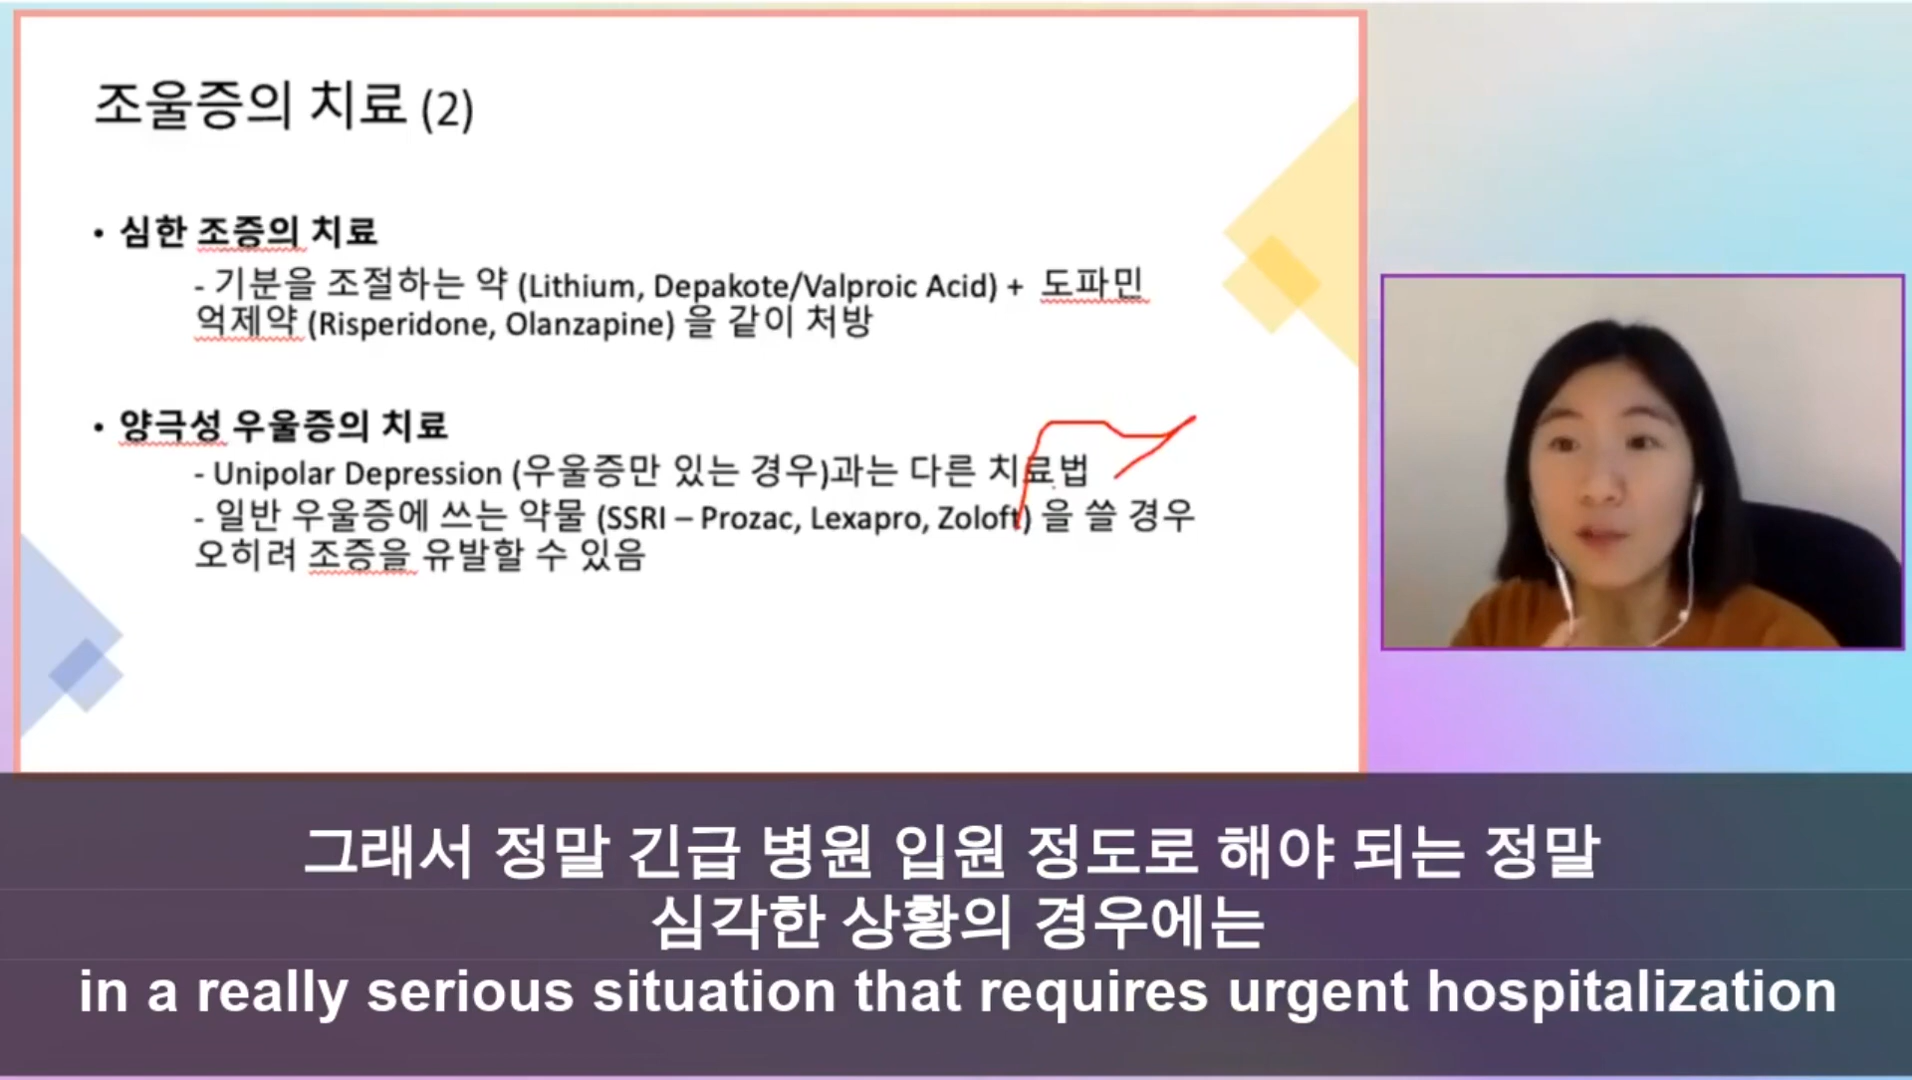 조울증의 치료 (2)
• 심한 조증의 치료
- 기분을 조절하는 약 (Lithium, Depakote/Valproic Acid) + 도파민
억제약 (Risperidone, Olanzapine) 을 같이 처방
• 양극성 우울증의 치료
- Unipolar Depression (우울증만 있는 경우)과는 다른 치료법
- 일반 우울증에 쓰는 약물 (SSRI – Prozac, Lexapro, Zoloft) 을 쓸 경우
오히려 조증을 유발할 수 있음
그래서 정말 긴급 병원 입원 정도로 해야 되는 정말
심각한 상황의 경우에는
in a really serious situation that requires urgent hospitalization